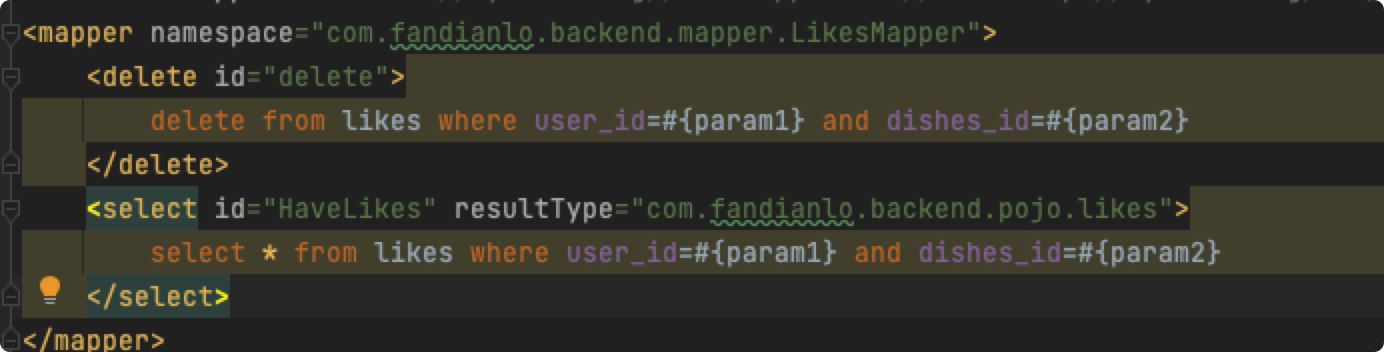 <mapper namespace="com.fandianlo.backend.mapper.LikesMapper">
<delete id="delete">
delete from likes where user_id=#{param1} and dishes_id=#{param2}
</delete>
<select id="HaveLikes" resultType="com.fandianlo.backend.pojo.likes">
select * from likes where user_id=#{param1} and dishes_id=#{param2}
</select>
</mapper>